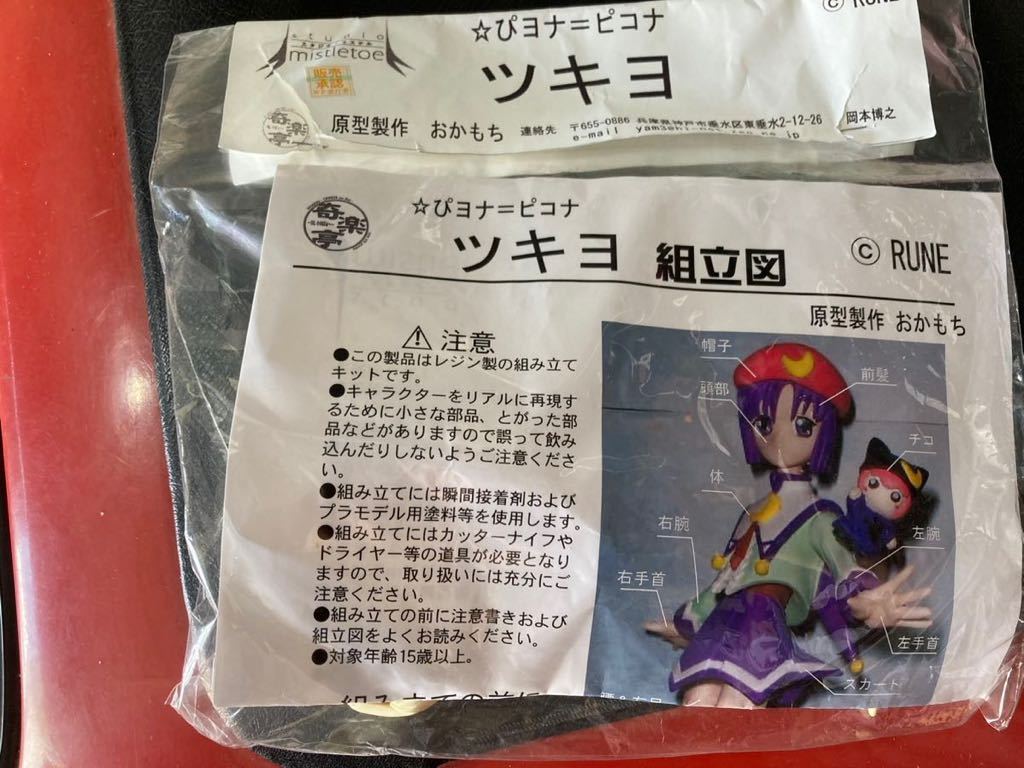 studio
mistletoe
© RUNE
☆ぴヨナ＝ピコナ
ツキヨ
販売
承認
奇楽亭
原型製作 おかもち 連絡先 〒655-0886 兵庫県神戸市垂水区東垂水2-12-26 岡本博之
e-mail
奇楽亭
☆ぴヨナ＝ピコナ
ツキヨ 組立図 © RUNE
原型製作 おかもち
⚠ 注意
●この製品はレジン製の組み立て
キットです。
●キャラクターをリアルに再現す
るために小さな部品、とがった部
品などがありますので誤って飲み
込んだりしないようご注意くださ
い。
●組み立てには瞬間接着剤および
プラモデル用塗料等を使用します。
●組み立てにはカッターナイフや
ドライヤー等の道具が必要となり
ますので、取り扱いには充分にご
注意ください。
●組み立ての前に注意書きおよび
組立図をよくお読みください。
●対象年齢15歳以上。
帽子
前髪
頭部
チコ
体
右腕
左腕
右手首
左手首
スカート